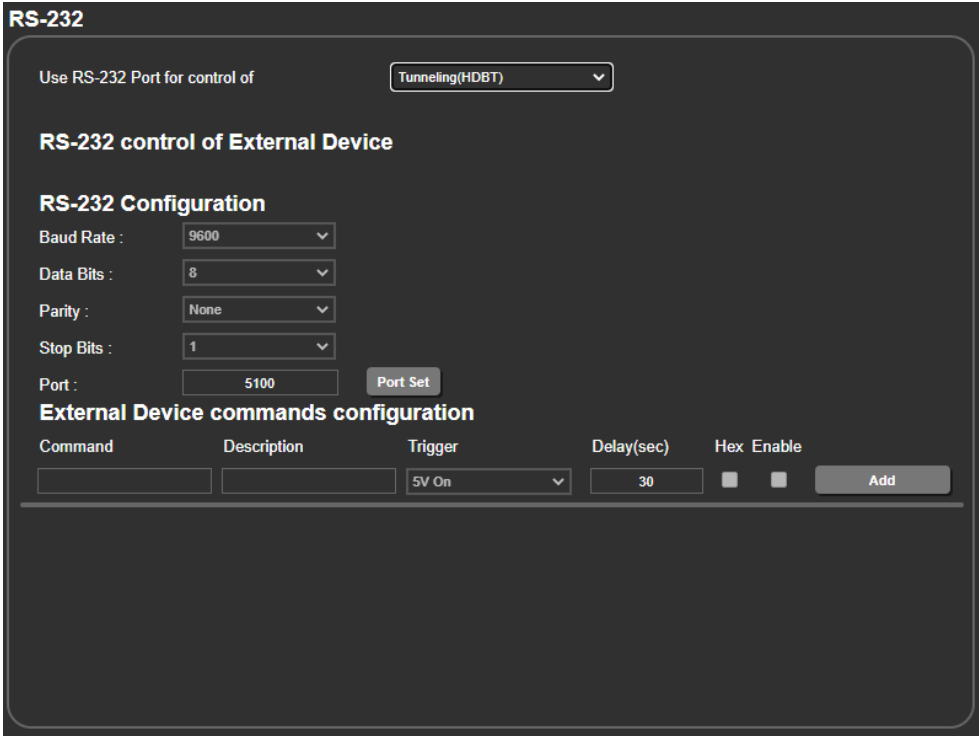 RS-232
Use RS-232 Port for control of Tunneling(HDBT)
RS-232 control of External Device
RS-232 Configuration
Baud Rate : 9600
Data Bits : 8
Parity : None
Stop Bits : 1
Port : 5100 Port Set
External Device commands configuration
Command Description Trigger Delay(sec) Hex Enable
5V On 30 Add